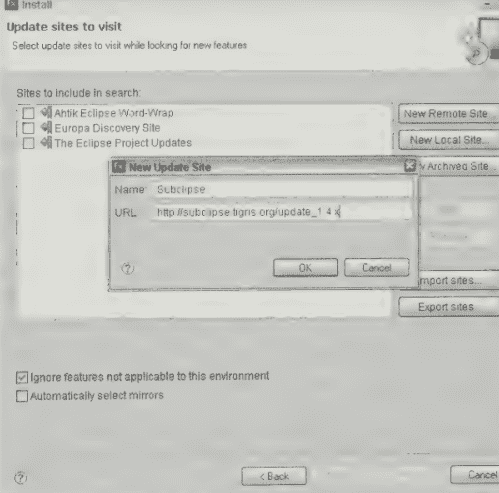 Install
Update sites to visit
Select update sites to visit while looking for new features
Sites to include in search:
Ahtik Eclipse Word-Wrap
Europa Discovery Site
The Eclipse Project Updates
New Remote Site...
New Local Site...
v Archived Site...
New Update Site
Name: Subclipse
URL http://subclipse.tigris.org/update_1.4.x
? OK Cancel
mport sites...
Export sites
Ignore features not applicable to this environment
Automatically select mirrors
? < Back Cancel